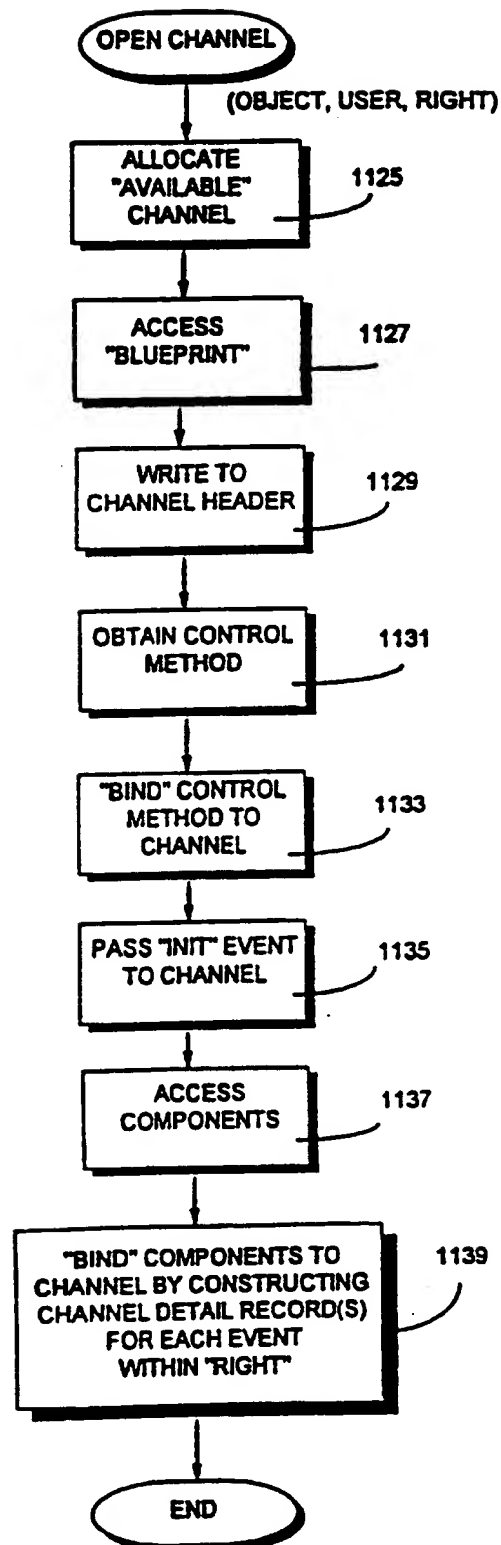 OPEN CHANNEL
(OBJECT, USER, RIGHT)
ALLOCATE
"AVAILABLE"
CHANNEL
1125
ACCESS
"BLUEPRINT"
1127
WRITE TO
CHANNEL HEADER
1129
OBTAIN CONTROL
METHOD
1131
"BIND" CONTROL
METHOD TO
CHANNEL
1133
PASS "INIT" EVENT
TO CHANNEL
1135
ACCESS
COMPONENTS
1137
"BIND" COMPONENTS TO
CHANNEL BY CONSTRUCTING
CHANNEL DETAIL RECORD(S)
FOR EACH EVENT
WITHIN "RIGHT"
1139
END